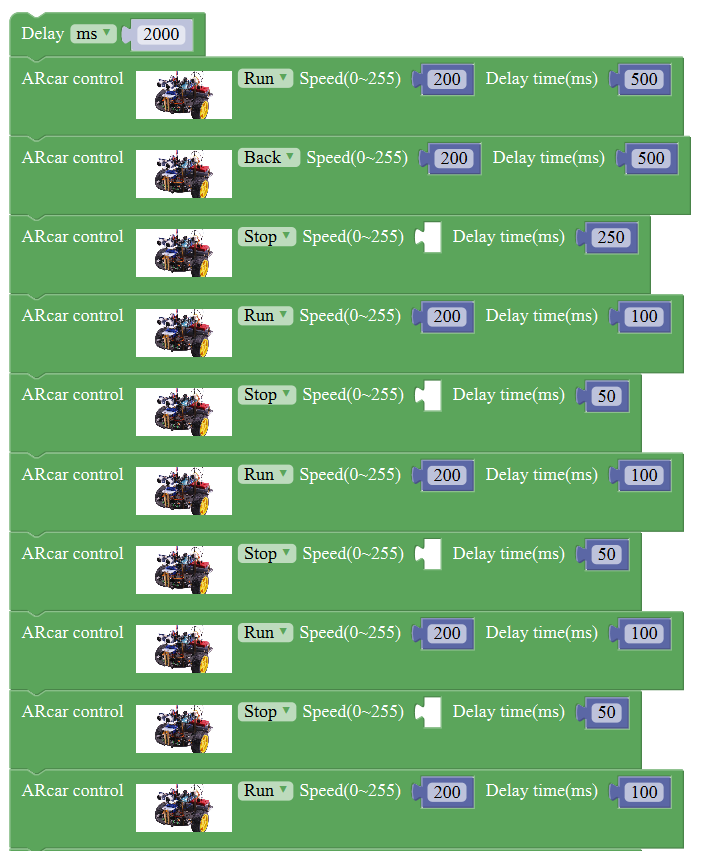 Delay ms 2000
ARcar control Run Speed(0~255) 200 Delay time(ms) 500
ARcar control Back Speed(0~255) 200 Delay time(ms) 500
ARcar control Stop Speed(0~255) Delay time(ms) 250
ARcar control Run Speed(0~255) 200 Delay time(ms) 100
ARcar control Stop Speed(0~255) Delay time(ms) 50
ARcar control Run Speed(0~255) 200 Delay time(ms) 100
ARcar control Stop Speed(0~255) Delay time(ms) 50
ARcar control Run Speed(0~255) 200 Delay time(ms) 100
ARcar control Stop Speed(0~255) Delay time(ms) 50
ARcar control Run Speed(0~255) 200 Delay time(ms) 100